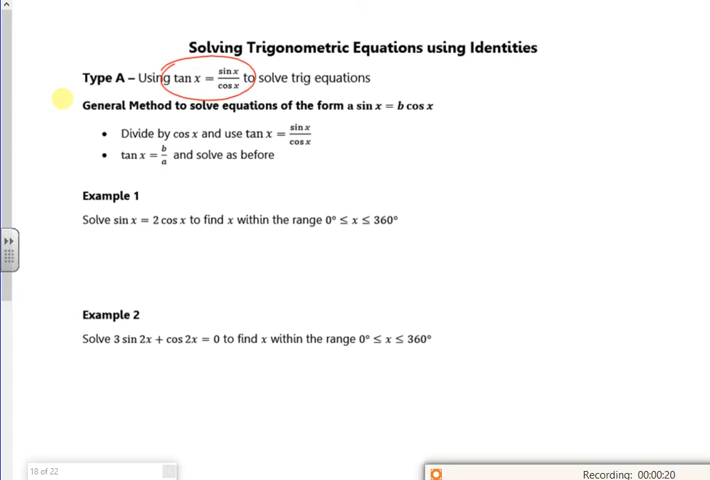 Solving Trigonometric Equations using Identities
Type A – Using tan x = sin x / cos x to solve trig equations
General Method to solve equations of the form a sin x = b cos x
• Divide by cos x and use tan x = sin x / cos x
• tan x = b / a and solve as before
Example 1
Solve sin x = 2 cos x to find x within the range 0° ≤ x ≤ 360°
Example 2
Solve 3 sin 2x + cos 2x = 0 to find x within the range 0° ≤ x ≤ 360°
18 of 22
Recording: 00:00:20